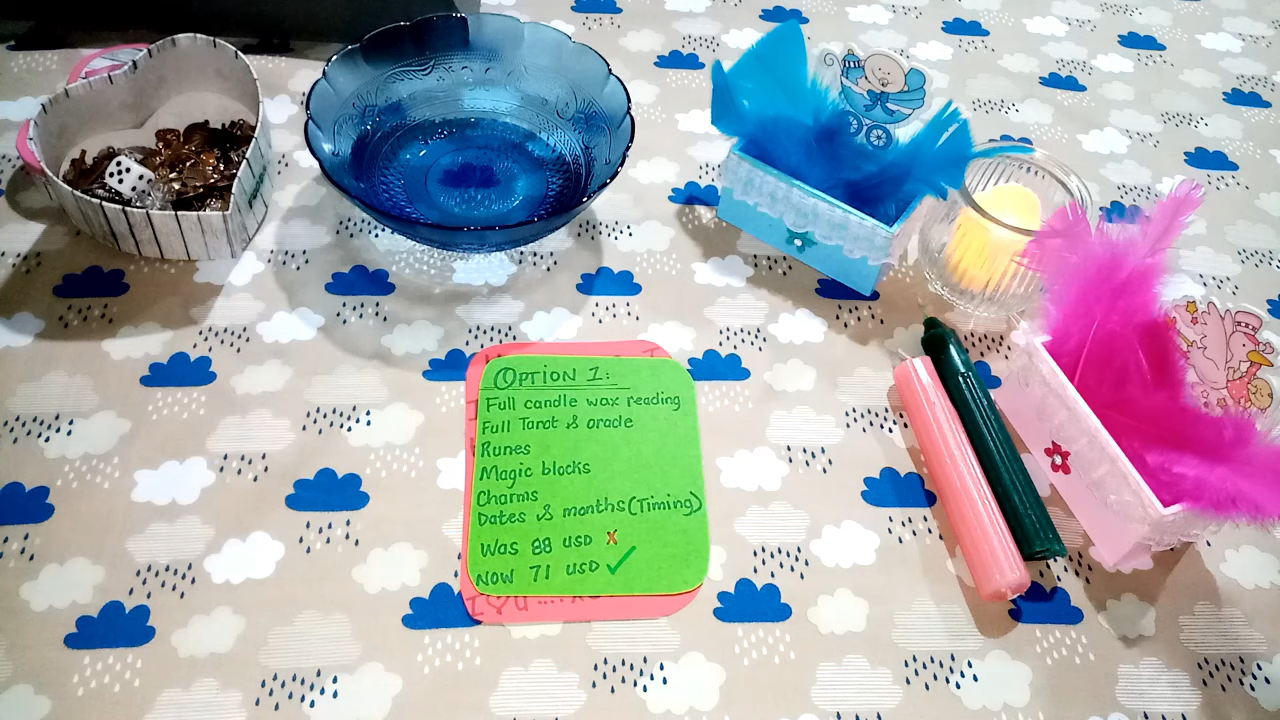 OPTION 1:
Full candle wax reading
Full Tarot & oracle
Runes
Magic blocks
Charms
Dates & months (Timing)
Was 88 USD X
NOW 71 USD ✓